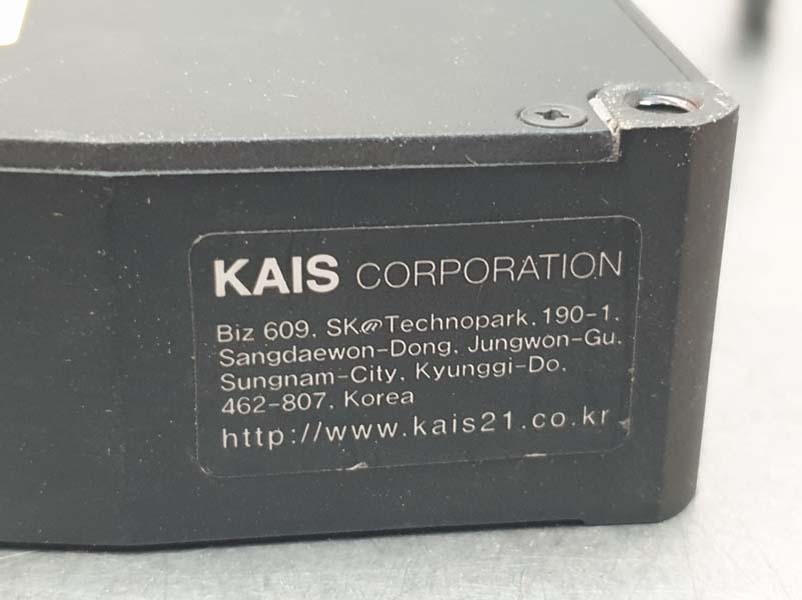 KAIS CORPORATION
Biz 609. SK@Technopark. 190-1.
Sangdaewon-Dong. Jungwon-Gu.
Sungnam-City. Kyunggi-Do.
462-807. Korea
http://www.kais21.co.kr